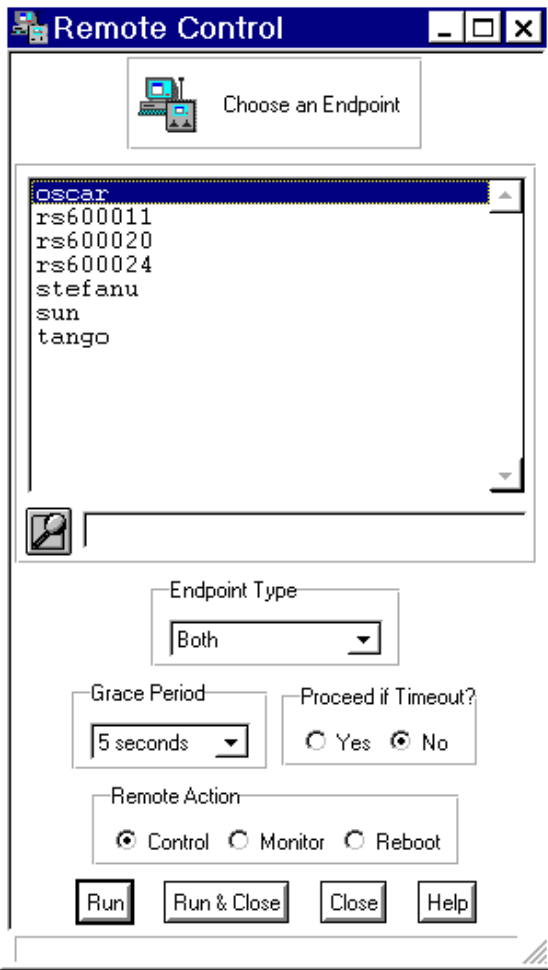 Remote Control
Choose an Endpoint
oscar
rs600011
rs600020
rs600024
stefanu
sun
tango
Endpoint Type
Both
Grace Period
Proceed if Timeout?
5 seconds
Yes No
Remote Action
Control Monitor Reboot
Run Run & Close Close Help